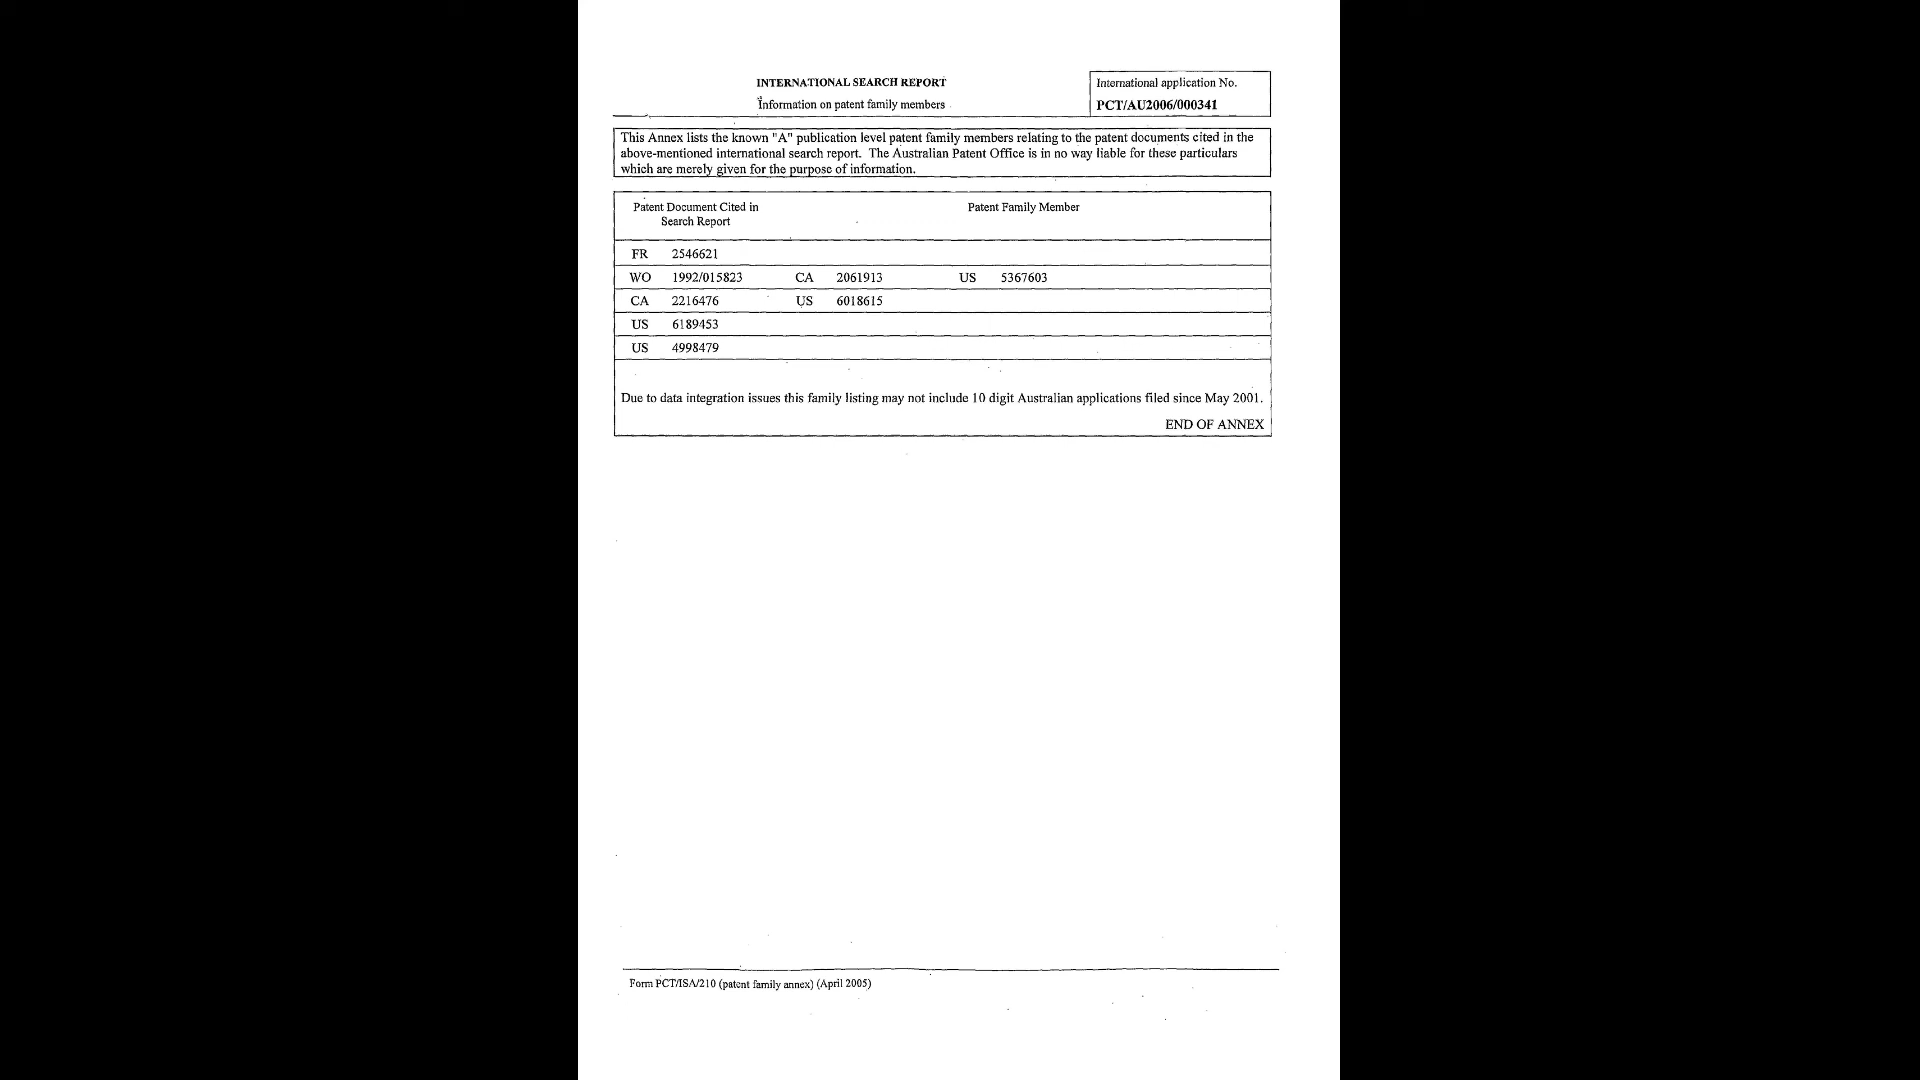 INTERNATIONAL SEARCH REPORT
Information on patent family members
International application No.
PCT/AU2006/000341
This Annex lists the known "A" publication level patent family members relating to the patent documents cited in the
above-mentioned international search report. The Australian Patent Office is in no way liable for these particulars
which are merely given for the purpose of information.
Patent Document Cited in
Search Report
Patent Family Member
FR 2546621
WO 1992/015823 CA 2061913 US 5367603
CA 2216476 US 6018615
US 6189453
US 4998479
Due to data integration issues this family listing may not include 10 digit Australian applications filed since May 2001.
END OF ANNEX
Form PCT/ISA/210 (patent family annex) (April 2005)